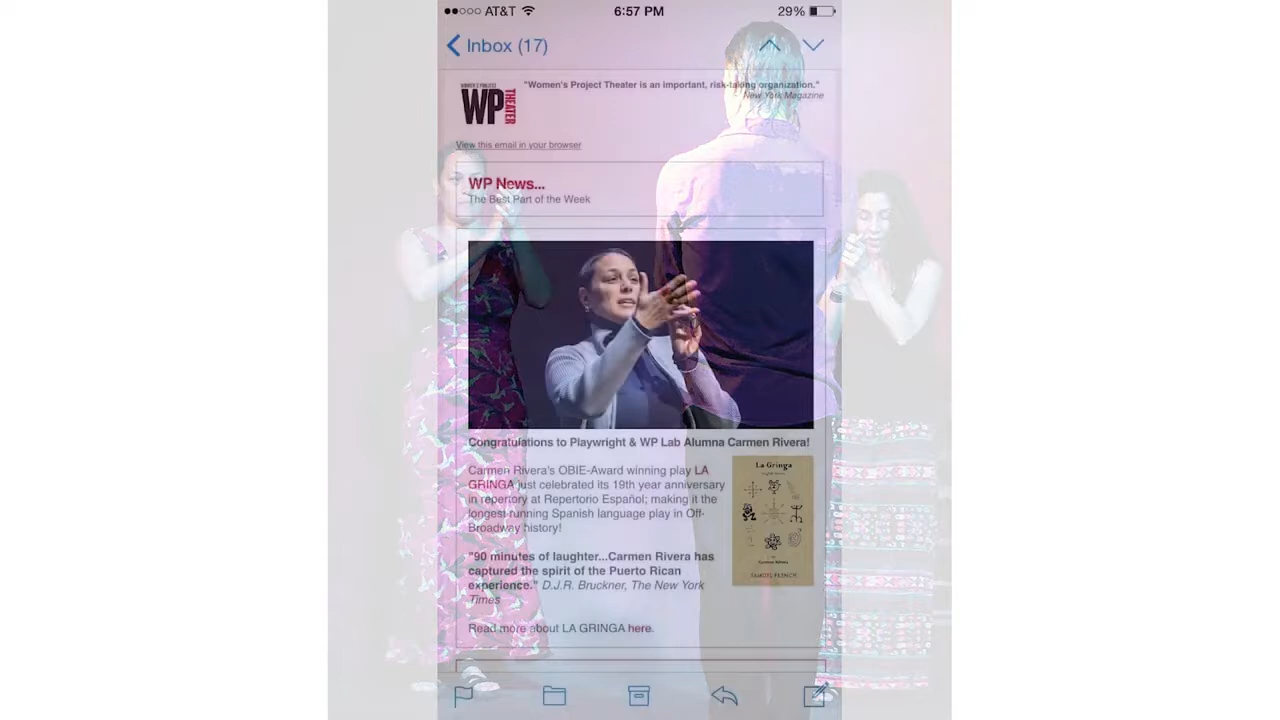 AT&T 6:57 PM 29%
Inbox (17)
"Women's Project Theater is an important, risk-taking organization."
New York Magazine
WOMEN'S PROJECT
WP THEATER
View this email in your browser
WP News...
The Best Part of the Week
Congratulations to Playwright & WP Lab Alumna Carmen Rivera!
Carmen Rivera's OBIE-Award winning play LA
GRINGA just celebrated its 19th year anniversary
in repertory at Repertorio Español; making it the
longest running Spanish language play in Off-
Broadway history!
La Gringa
Carmen Rivera
SAMUEL FRENCH
"90 minutes of laughter...Carmen Rivera has
captured the spirit of the Puerto Rican
experience." D.J.R. Bruckner, The New York
Times
Read more about LA GRINGA here.